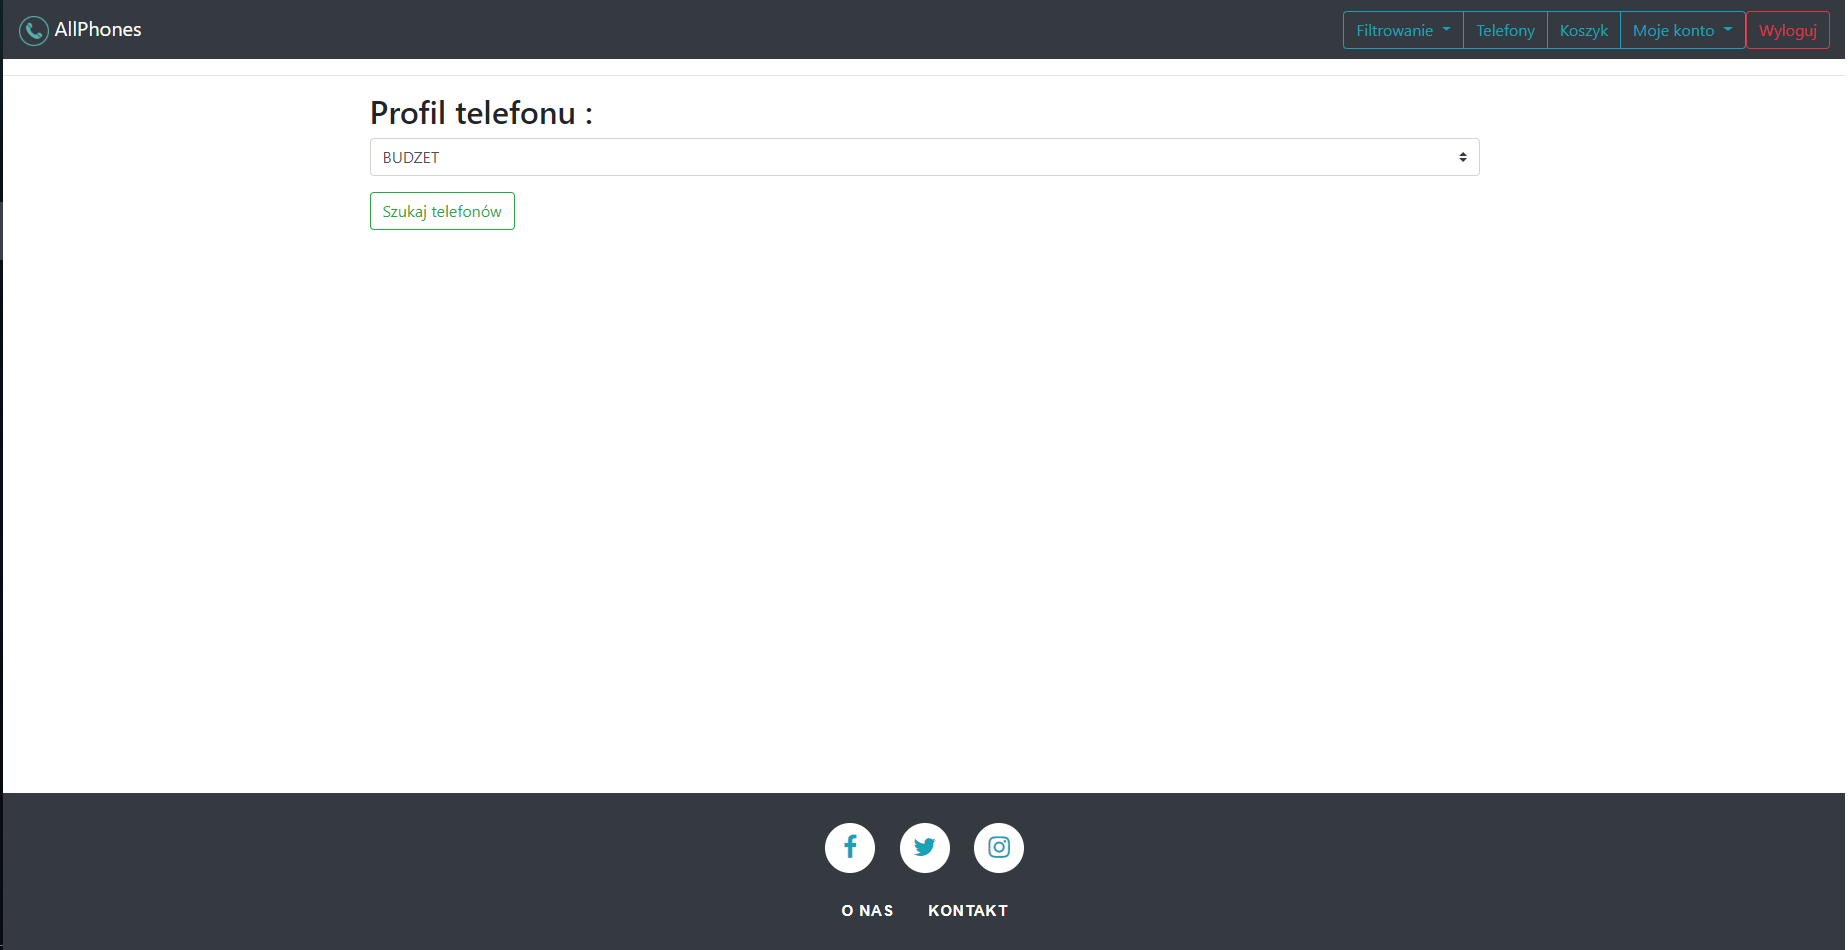 AllPhones
Filtrowanie Telefony Koszyk Moje konto Wyloguj
Profil telefonu :
BUDZET
Szukaj telefonów
O NAS KONTAKT